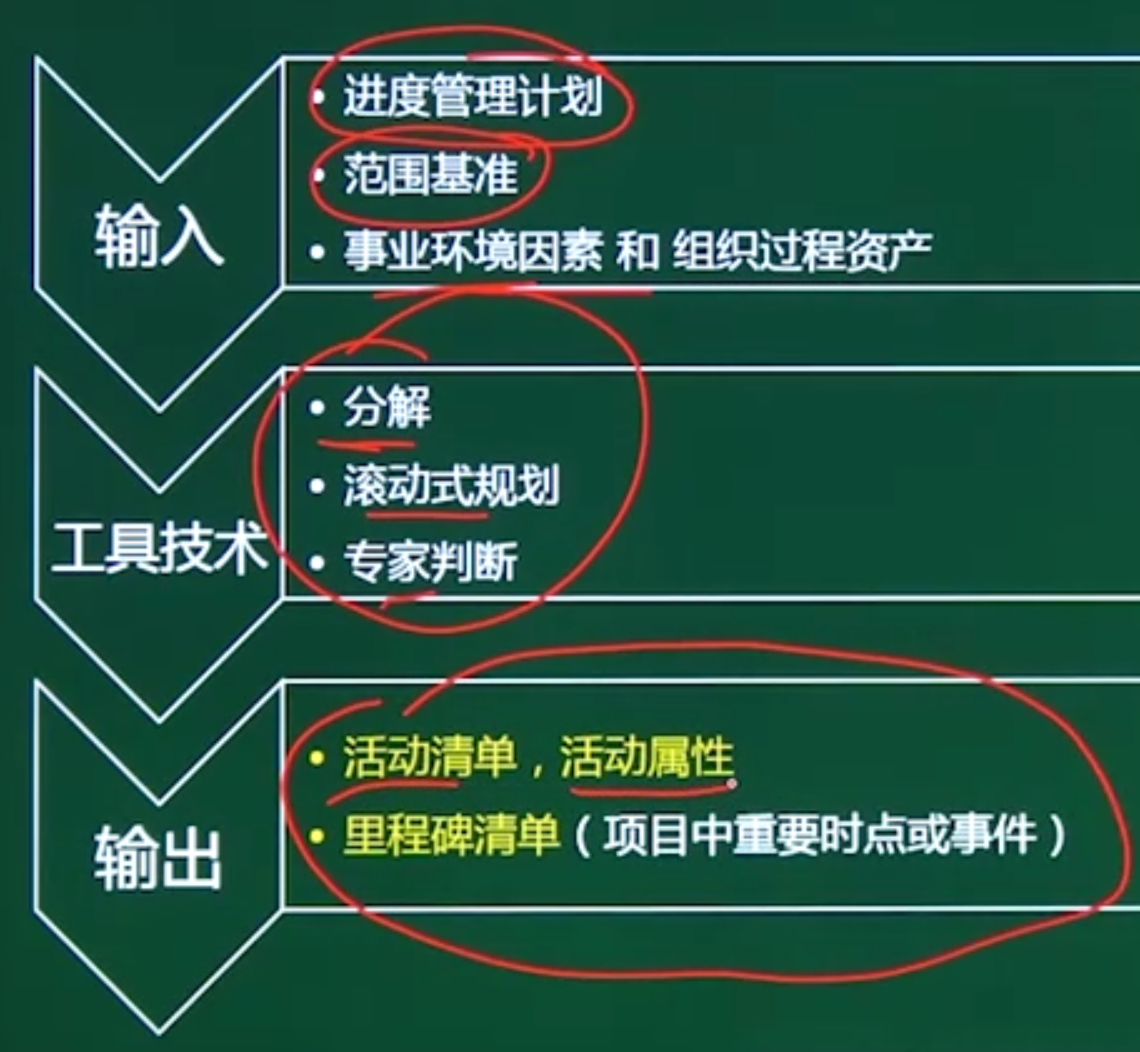 输入
• 进度管理计划
• 范围基准
• 事业环境因素 和 组织过程资产
工具技术
• 分解
• 滚动式规划
• 专家判断
输出
• 活动清单，活动属性
• 里程碑清单（项目中重要时点或事件）